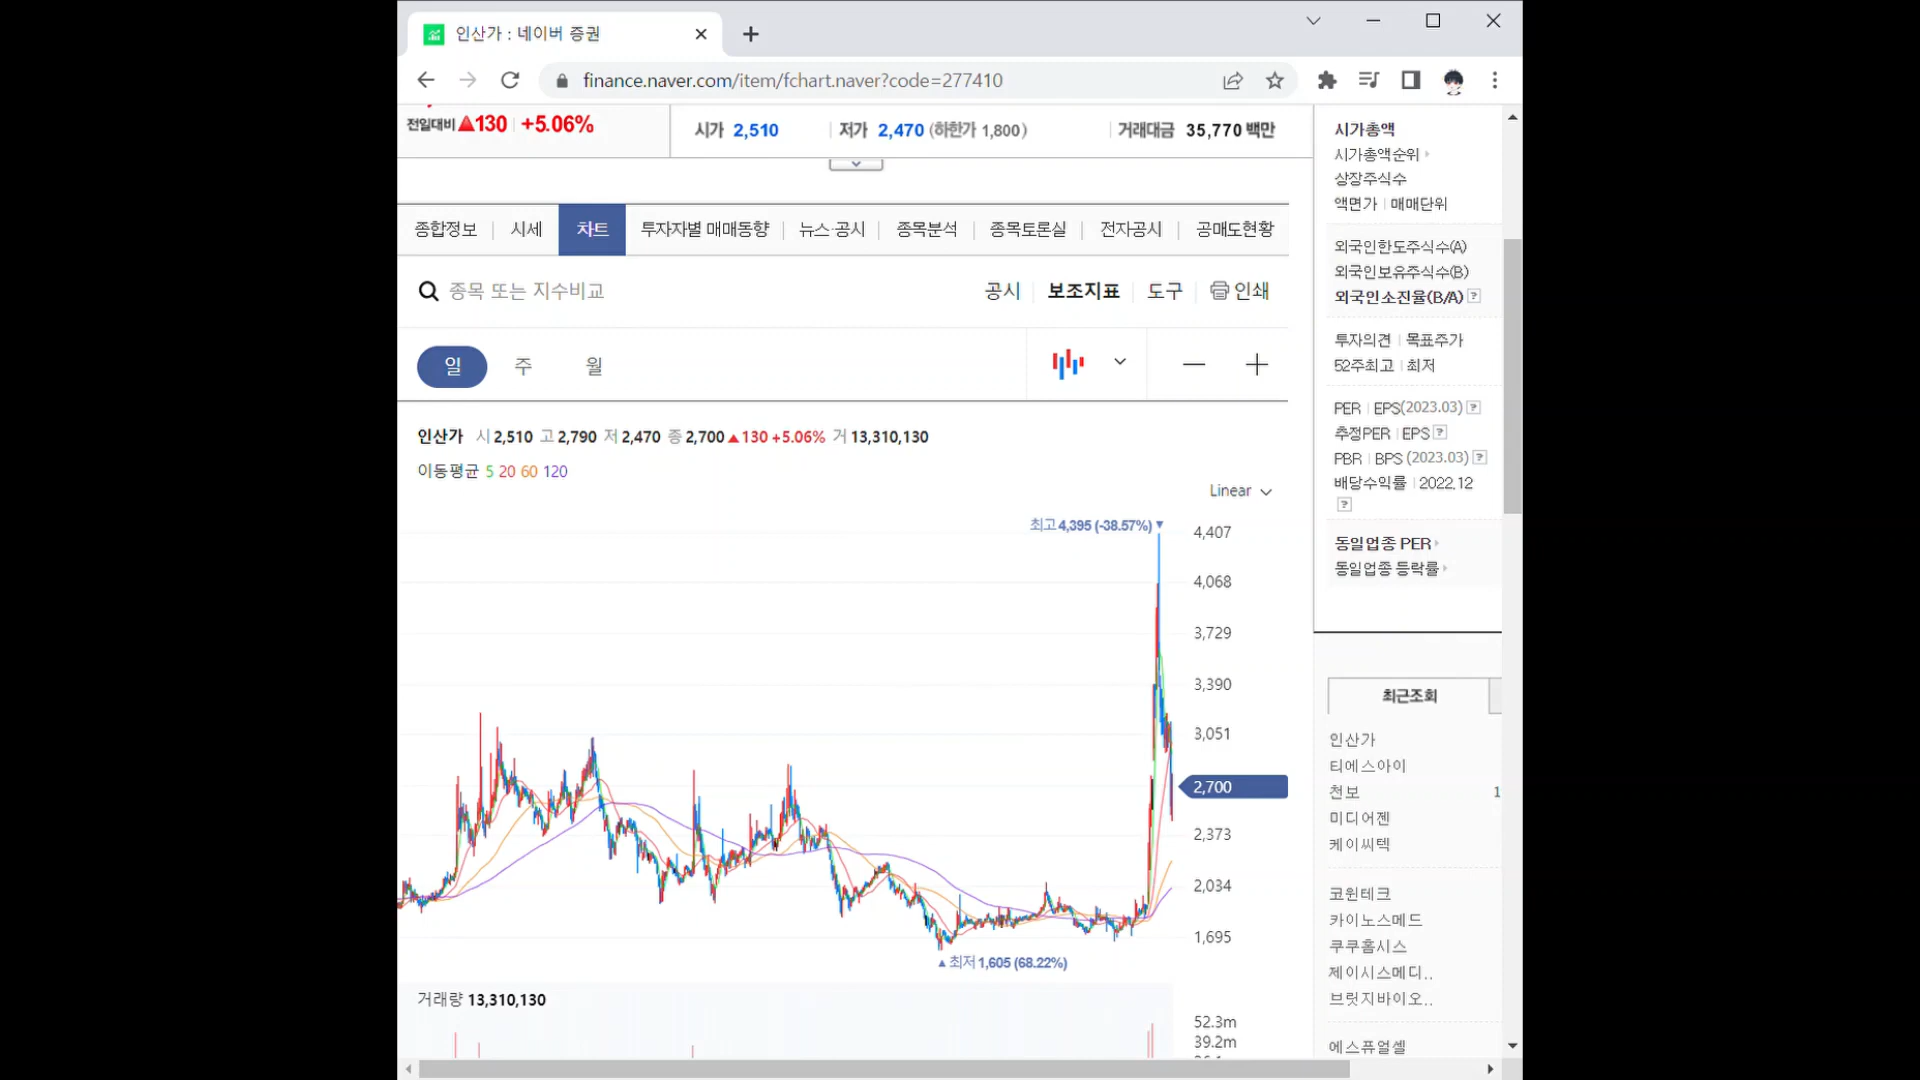 인산가 : 네이버 증권
finance.naver.com/item/fchart.naver?code=277410
전일대비 ▲130 +5.06%
시가 2,510 저가 2,470 (하한가 1,800) 거래대금 35,770 백만
종합정보 시세 차트 투자자별 매매동향 뉴스·공시 종목분석 종목토론실 전자공시 공매도현황
종목 또는 지수비교 공시 보조지표 도구 인쇄
일 주 월
인산가 시 2,510 고 2,790 저 2,470 종 2,700 ▲130 +5.06% 거 13,310,130
이동평균 5 20 60 120
Linear
최고 4,395 (-38.57%) ▼
4,407
4,068
3,729
3,390
3,051
2,700
2,373
2,034
1,695
▲ 최저 1,605 (68.22%)
거래량 13,310,130
52.3m
39.2m
시가총액
시가총액순위
상장주식수
액면가 매매단위
외국인한도주식수(A)
외국인보유주식수(B)
외국인소진율(B/A) ?
투자의견 목표주가
52주최고 최저
PER EPS(2023.03) ?
추정PER EPS ?
PBR BPS (2023.03) ?
배당수익률 2022.12
?
동일업종 PER
동일업종 등락률
최근조회
인산가
티에스아이
천보 1
미디어젠
케이씨텍
코윈테크
카이노스메드
쿠쿠홈시스
제이시스메디..
브릿지바이오..
에스퓨얼셀